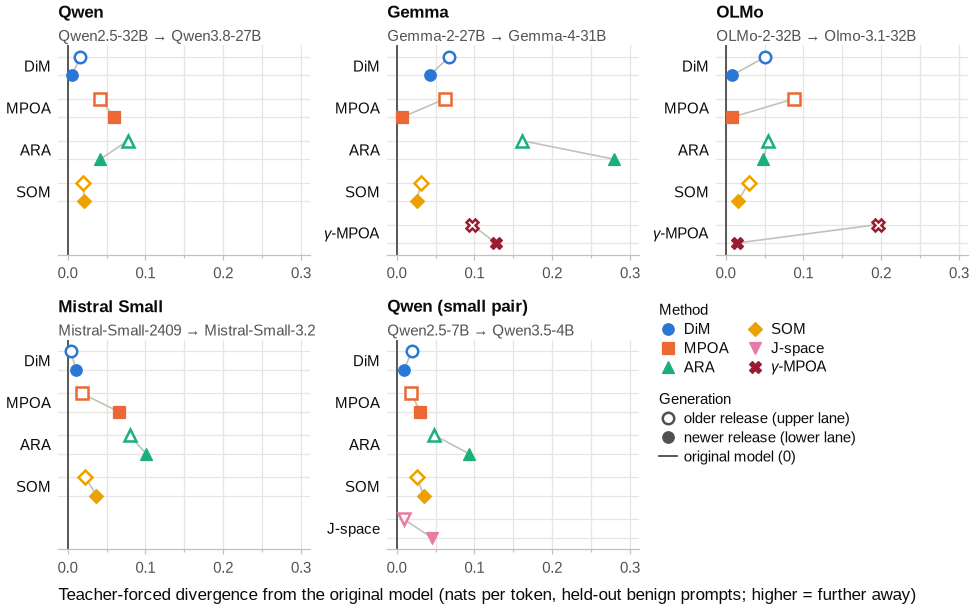 Qwen
Qwen2.5-32B → Qwen3.8-27B
DiM
MPOA
ARA
SOM
0.0 0.1 0.2 0.3
Gemma
Gemma-2-27B → Gemma-4-31B
DiM
MPOA
ARA
SOM
γ-MPOA
0.0 0.1 0.2 0.3
OLMo
OLMo-2-32B → Olmo-3.1-32B
DiM
MPOA
ARA
SOM
γ-MPOA
0.0 0.1 0.2 0.3
Mistral Small
Mistral-Small-2409 → Mistral-Small-3.2
DiM
MPOA
ARA
SOM
0.0 0.1 0.2 0.3
Qwen (small pair)
Qwen2.5-7B → Qwen3.5-4B
DiM
MPOA
ARA
SOM
J-space
0.0 0.1 0.2 0.3
Method
DiM
MPOA
ARA
SOM
J-space
γ-MPOA
Generation
older release (upper lane)
newer release (lower lane)
original model (0)
Teacher-forced divergence from the original model (nats per token, held-out benign prompts; higher = further away)